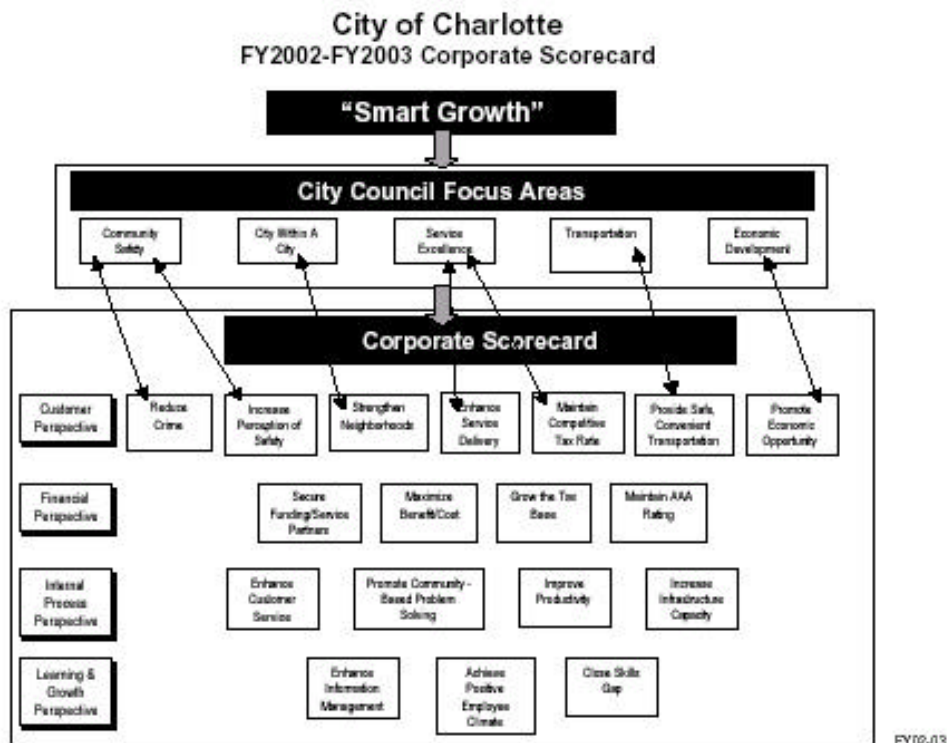 City of Charlotte
FY2002-FY2003 Corporate Scorecard
“Smart Growth”
City Council Focus Areas
Community
Safety
City Within A
City
Service
Excellence
Transportation
Economic
Development
Corporate Scorecard
Customer
Perspective
Reduce
Crime
Increase
Perception of
Safety
Strengthen
Neighborhoods
Enhance
Service
Delivery
Maintain
Competitive
Tax Rate
Provide Safe,
Convenient
Transportation
Promote
Economic
Opportunity
Financial
Perspective
Secure
Funding/Service
Partners
Maximize
Benefit/Cost
Grow the Tax
Base
Maintain AAA
Rating
Internal
Process
Perspective
Enhance
Customer
Service
Promote Community -
Based Problem
Solving
Improve
Productivity
Increase
Infrastructure
Capacity
Learning &
Growth
Perspective
Enhance
Information
Management
Achieve
Positive
Employee
Climate
Close Skills
Gap
FY02-03